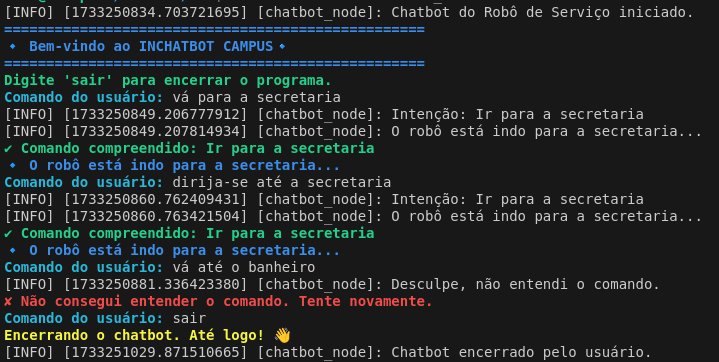 [INFO] [1733250834.703721695] [chatbot_node]: Chatbot do Robô de Serviço iniciado.
==================================================
🔹 Bem-vindo ao INCHATBOT CAMPUS🔹
==================================================
Digite 'sair' para encerrar o programa.
Comando do usuário: vá para a secretaria
[INFO] [1733250849.206777912] [chatbot_node]: Intenção: Ir para a secretaria
[INFO] [1733250849.207814934] [chatbot_node]: O robô está indo para a secretaria...
✔ Comando compreendido: Ir para a secretaria
🔹 O robô está indo para a secretaria...
Comando do usuário: dirija-se até a secretaria
[INFO] [1733250860.762409431] [chatbot_node]: Intenção: Ir para a secretaria
[INFO] [1733250860.763421504] [chatbot_node]: O robô está indo para a secretaria...
✔ Comando compreendido: Ir para a secretaria
🔹 O robô está indo para a secretaria...
Comando do usuário: vá até o banheiro
[INFO] [1733250881.336423380] [chatbot_node]: Desculpe, não entendi o comando.
✘ Não consegui entender o comando. Tente novamente.
Comando do usuário: sair
Encerrando o chatbot. Até logo! 👋
[INFO] [1733251029.871510665] [chatbot_node]: Chatbot encerrado pelo usuário.